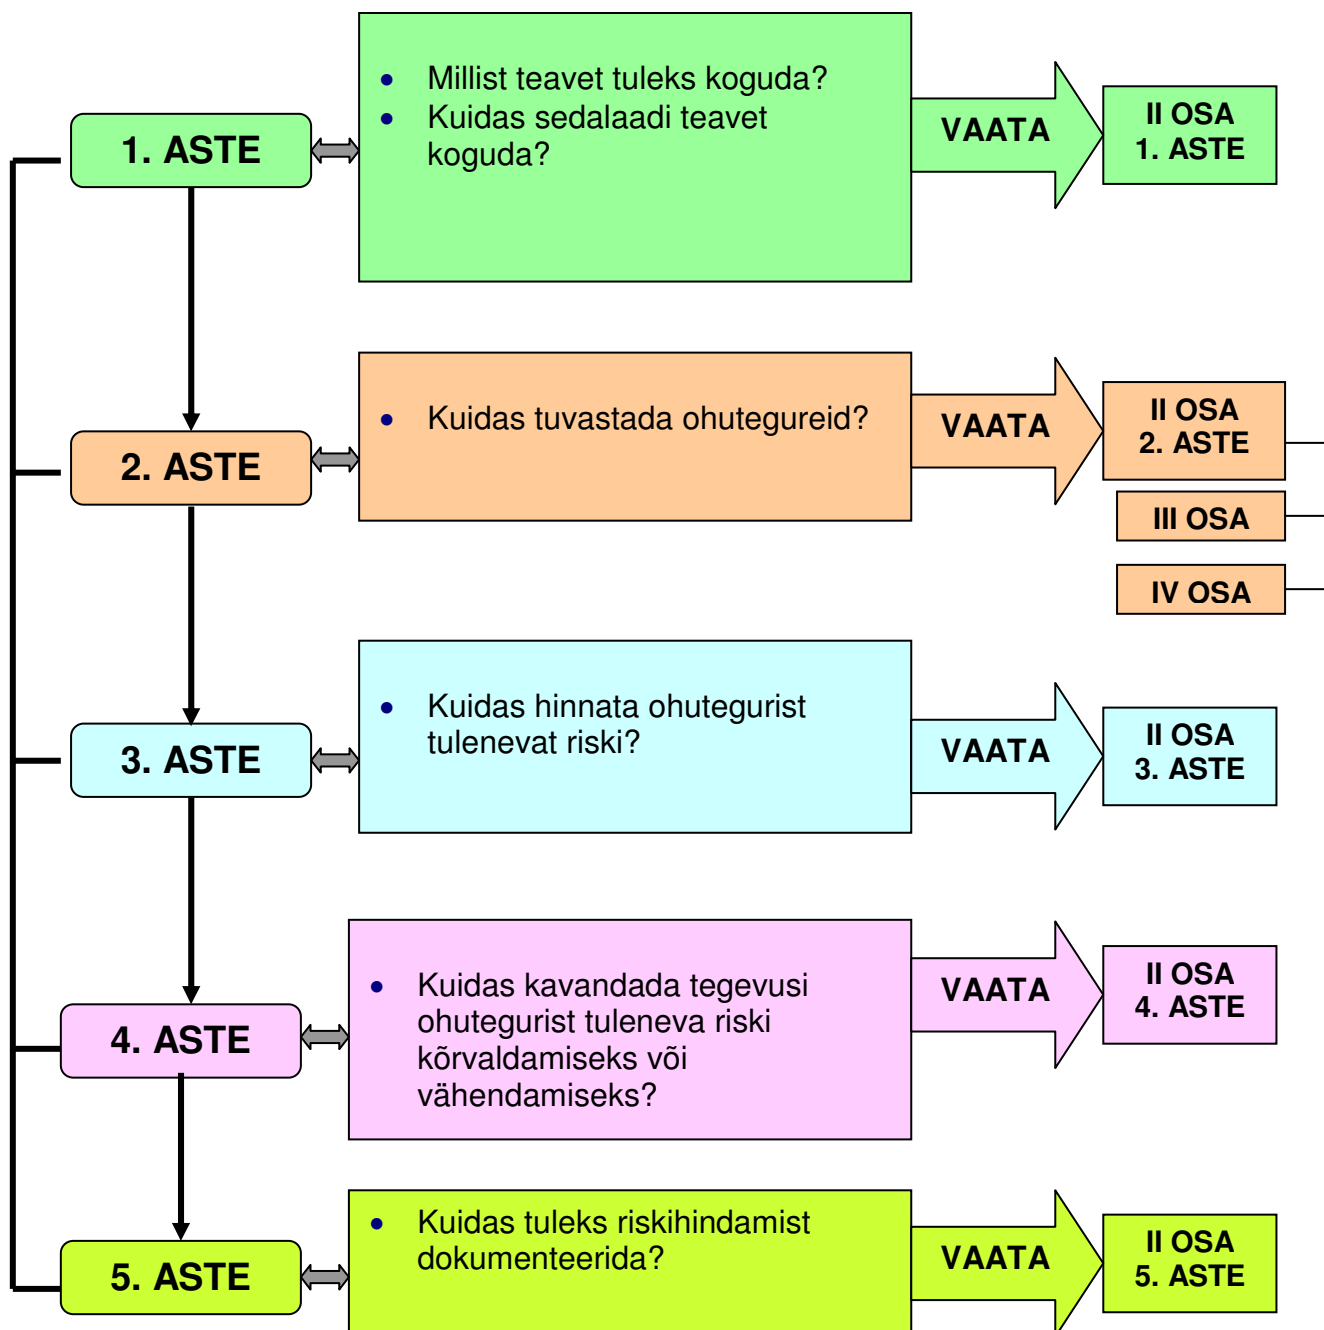 1. ASTE
• Millist teavet tuleks koguda?
• Kuidas sedalaadi teavet
koguda?
VAATA
II OSA
1. ASTE
2. ASTE
• Kuidas tuvastada ohutegureid?
VAATA
II OSA
2. ASTE
III OSA
IV OSA
3. ASTE
• Kuidas hinnata ohutegurist
tulenevat riski?
VAATA
II OSA
3. ASTE
4. ASTE
• Kuidas kavandada tegevusi
ohutegurist tuleneva riski
kõrvaldamiseks või
vähendamiseks?
VAATA
II OSA
4. ASTE
5. ASTE
• Kuidas tuleks riskihindamist
dokumenteerida?
VAATA
II OSA
5. ASTE